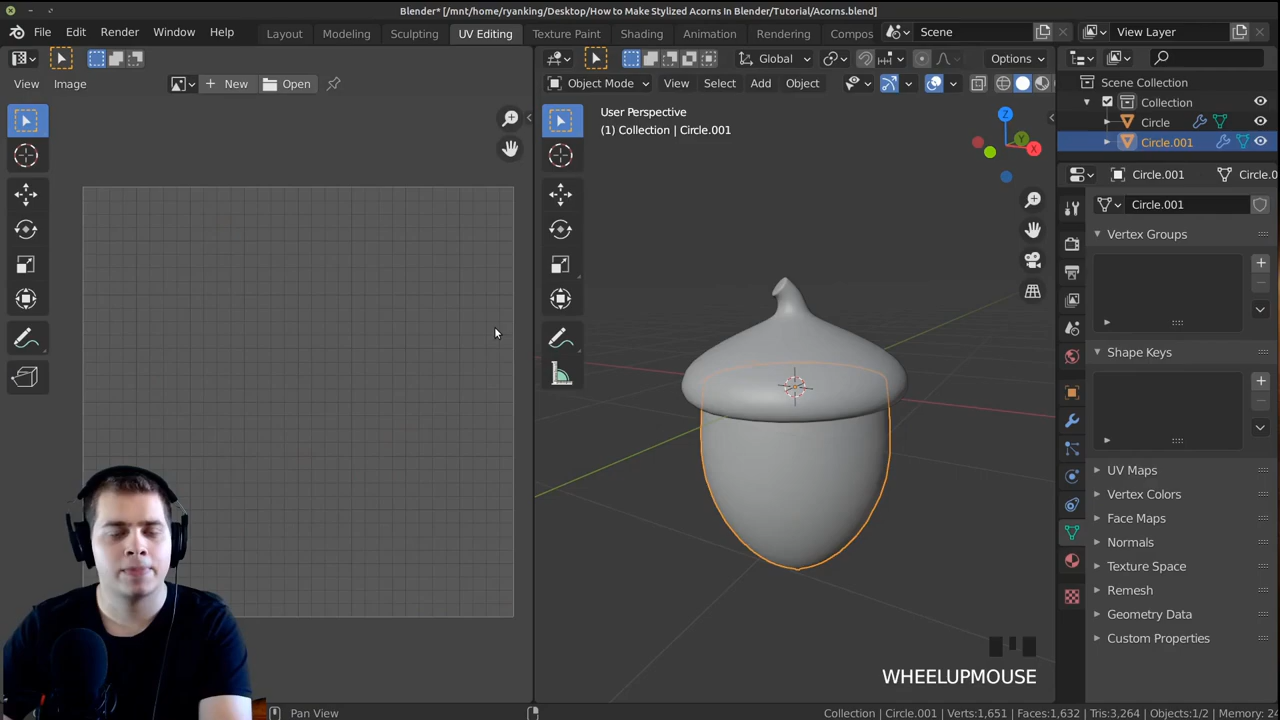 Blender* [/mnt/home/ryanking/Desktop/How to Make Stylized Acorns In Blender/Tutorial/Acorns.blend]
File Edit Render Window Help Layout Modeling Sculpting UV Editing Texture Paint Shading Animation Rendering Compos Scene View Layer
Global Options
View Image New Open Object Mode View Select Add Object
Scene Collection
Collection
Circle
Circle.001
User Perspective
(1) Collection | Circle.001
Z
Y
X
Circle.001 Circle.0
Circle.001
Vertex Groups
Shape Keys
UV Maps
Vertex Colors
Face Maps
Normals
Texture Space
Remesh
Geometry Data
Custom Properties
WHEELUPMOUSE
Pan View Collection | Circle.001 Verts:1,651 Faces:1,632 Tris:3,264 Objects:1/2 Memory: 24